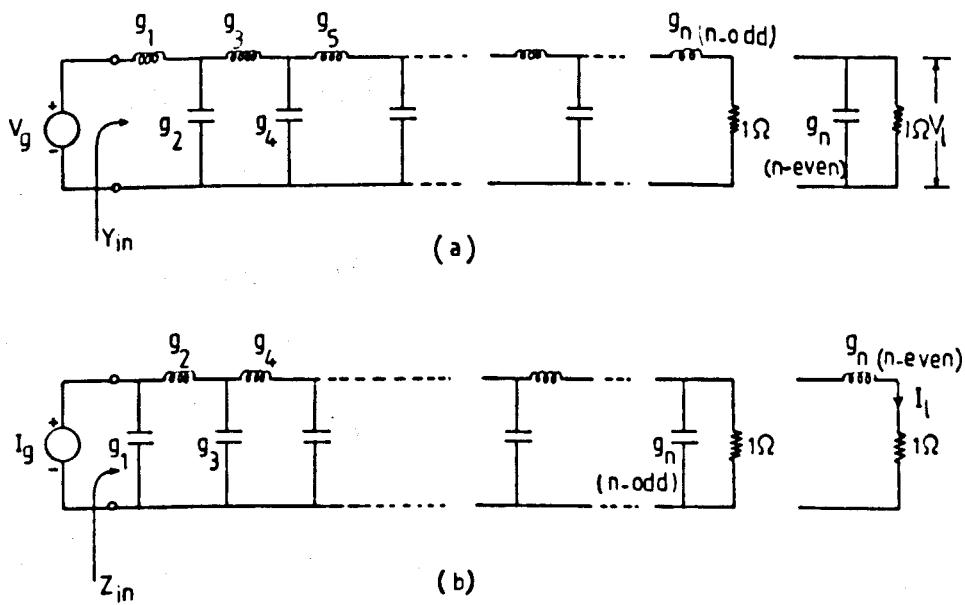 g1 g3 g5 gn (n-odd)
+ Vg - g2 g4 1Ω gn 1Ω Vl
(n-even)
Yin
(a)
g2 g4 gn (n-even)
Il
+ Ig - g1 g3 gn 1Ω 1Ω
(n-odd)
Zin
(b)